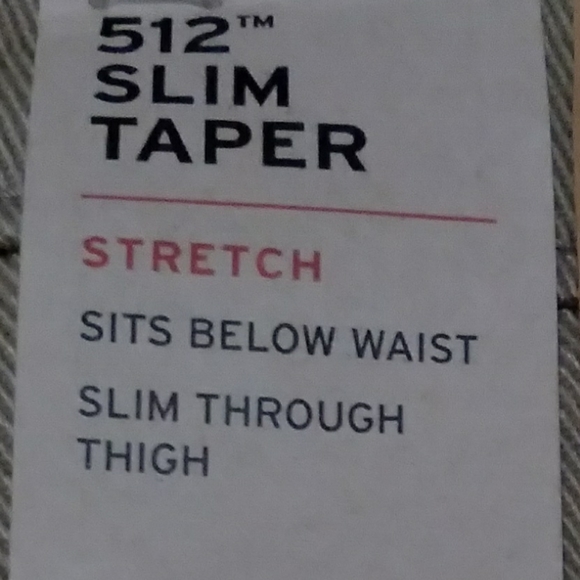 512™
SLIM
TAPER
STRETCH
SITS BELOW WAIST
SLIM THROUGH
THIGH